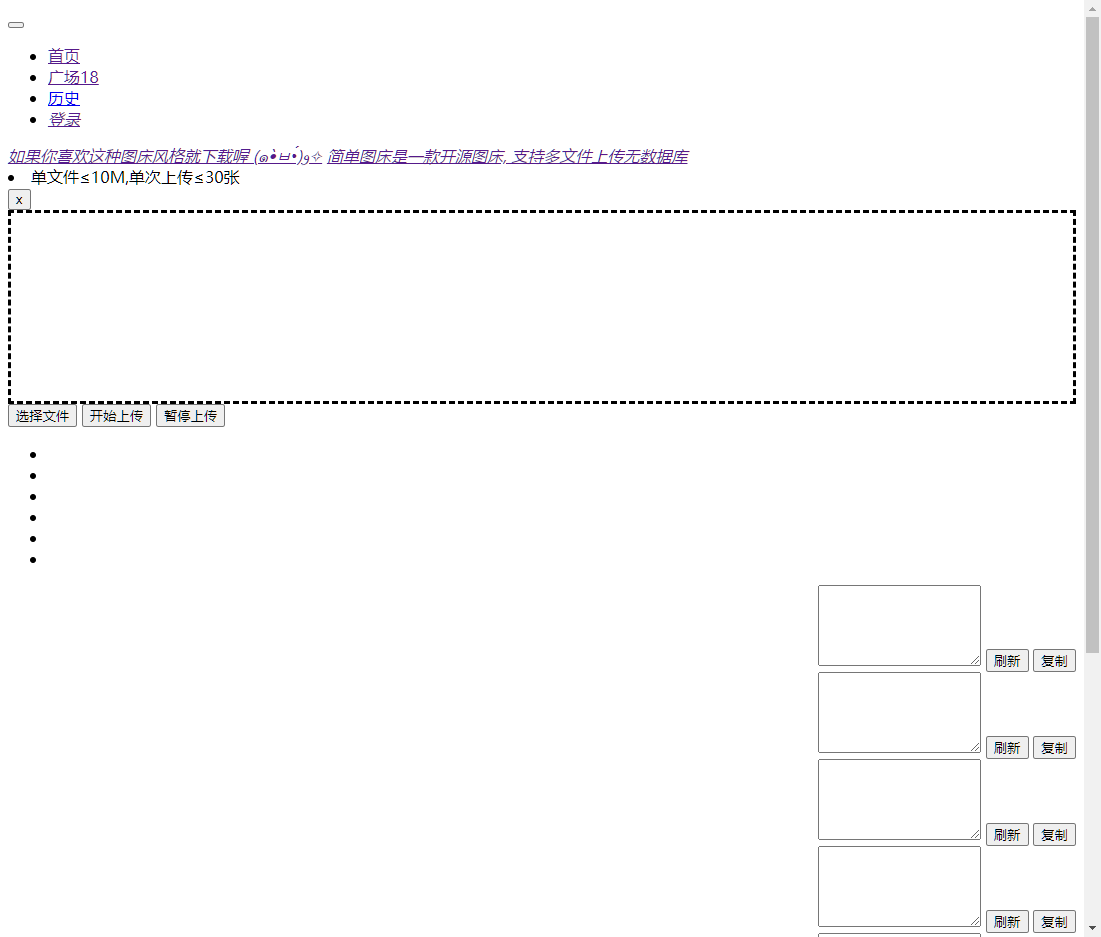 首页
广场18
历史
登录
如果你喜欢这种图床风格就下载喔 (๑•̀ㅂ•́)و✧ 简单图床是一款开源图床, 支持多文件上传无数据库
单文件≤10M,单次上传≤30张
x
选择文件 开始上传 暂停上传
刷新 复制
刷新 复制
刷新 复制
刷新 复制